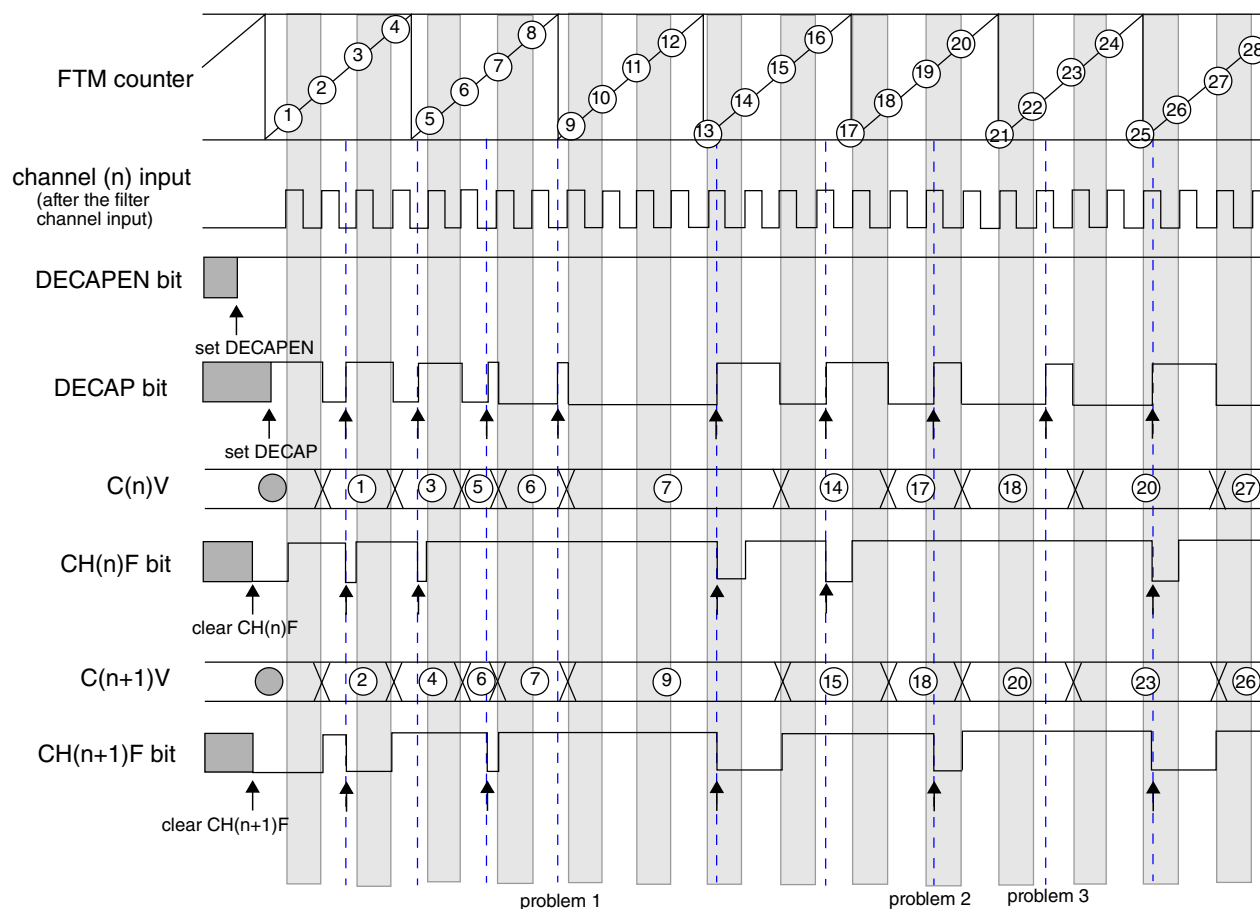 FTM counter
1 2 3 4 5 6 7 8 9 10 11 12 13 14 15 16 17 18 19 20 21 22 23 24 25 26 27 28
channel (n) input
(after the filter
channel input)
DECAPEN bit
set DECAPEN
DECAP bit
set DECAP
C(n)V
1 3 5 6 7 14 17 18 20 27
CH(n)F bit
clear CH(n)F
C(n+1)V
2 4 6 7 9 15 18 20 23 26
CH(n+1)F bit
clear CH(n+1)F
problem 1 problem 2 problem 3